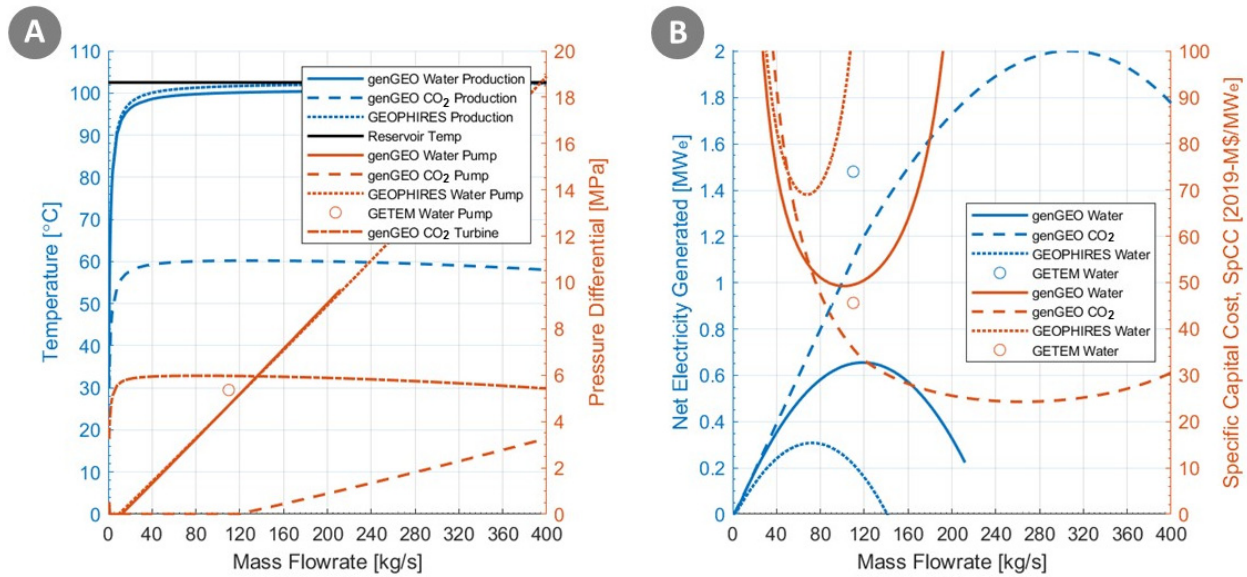 A
B
110
100
90
80
70
60
50
40
30
20
10
0
Temperature [°C]
20
18
16
14
12
10
8
6
4
2
0
Pressure Differential [MPa]
genGEO Water Production
genGEO CO2 Production
GEOPHIRES Production
Reservoir Temp
genGEO Water Pump
genGEO CO2 Pump
GEOPHIRES Water Pump
GETEM Water Pump
genGEO CO2 Turbine
0 40 80 120 160 200 240 280 320 360 400
Mass Flowrate [kg/s]
2
1.8
1.6
1.4
1.2
1
0.8
0.6
0.4
0.2
0
Net Electricity Generated [MWe]
100
90
80
70
60
50
40
30
20
10
0
Specific Capital Cost, SpCC [2019-M$/MWe]
genGEO Water
genGEO CO2
GEOPHIRES Water
GETEM Water
genGEO Water
genGEO CO2
GEOPHIRES Water
GETEM Water
0 40 80 120 160 200 240 280 320 360 400
Mass Flowrate [kg/s]